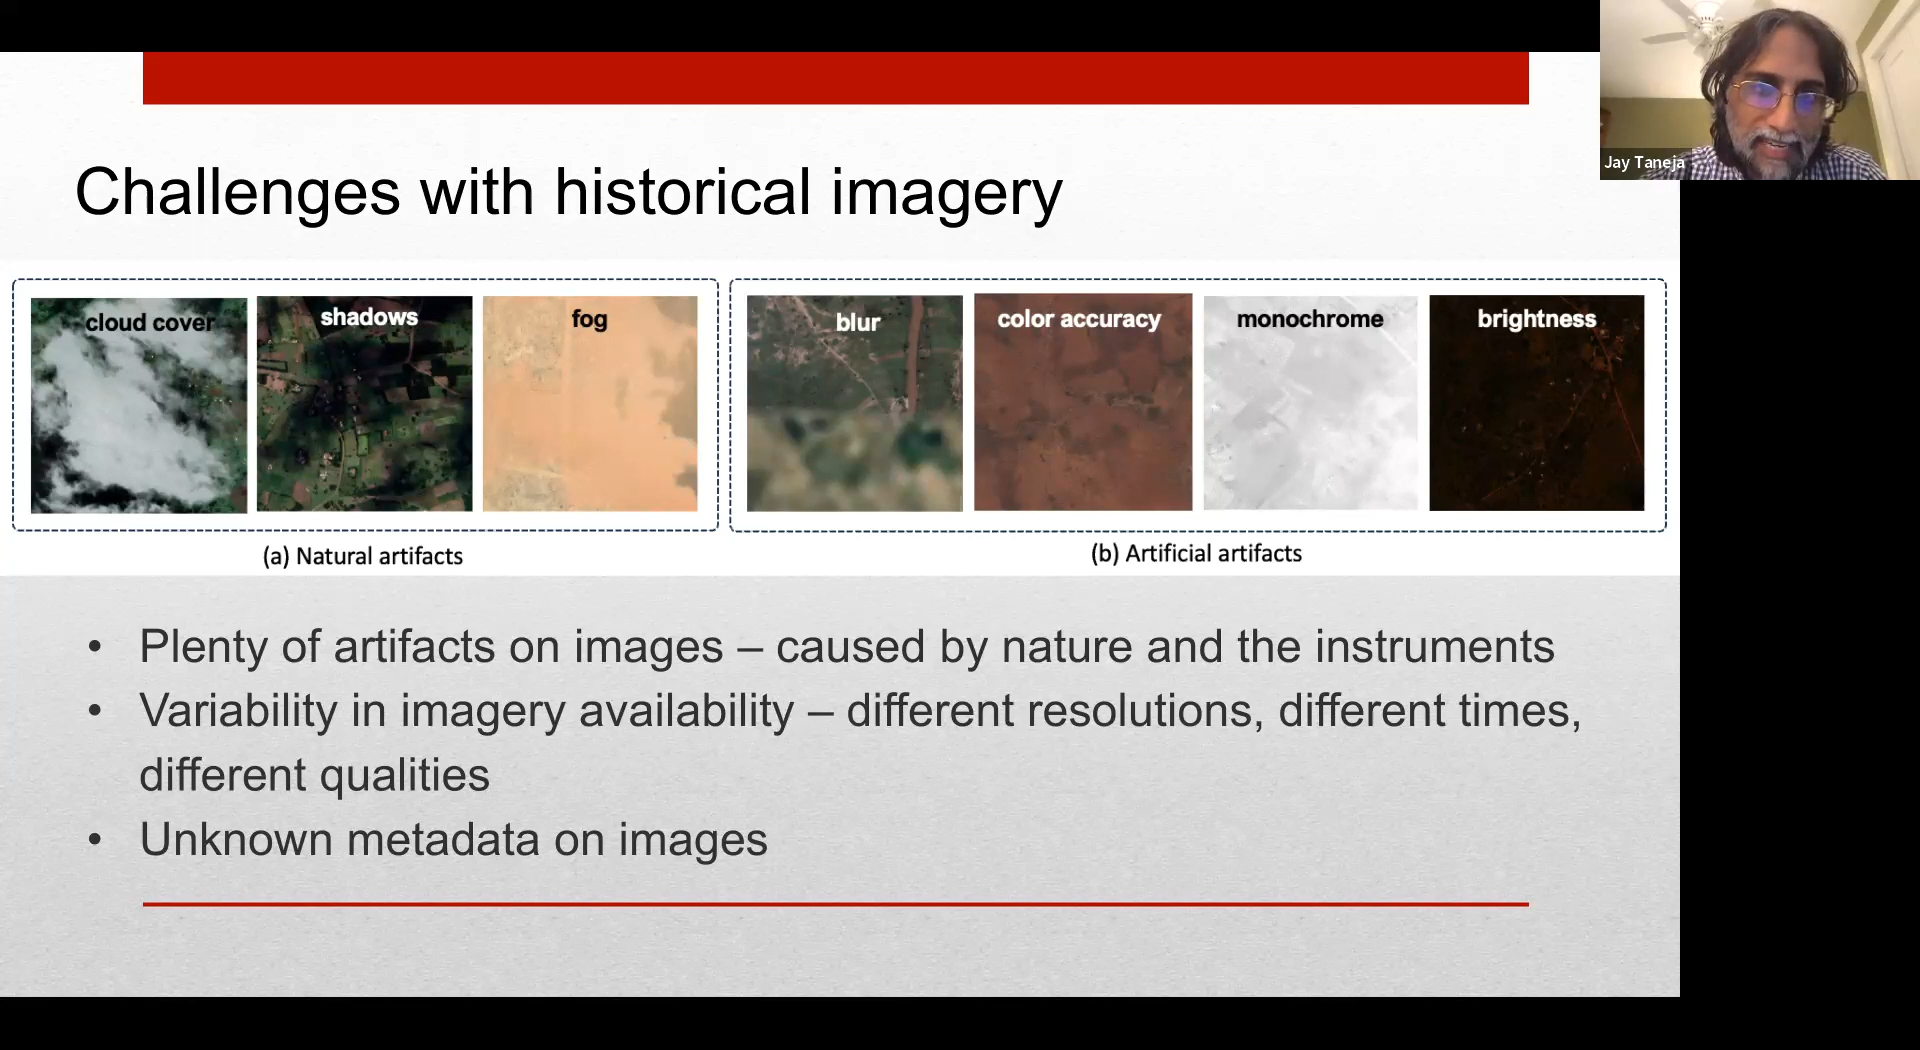 Jay Taneja
Challenges with historical imagery
cloud cover
shadows
fog
blur
color accuracy
monochrome
brightness
(a) Natural artifacts
(b) Artificial artifacts
• Plenty of artifacts on images – caused by nature and the instruments
• Variability in imagery availability – different resolutions, different times,
different qualities
• Unknown metadata on images